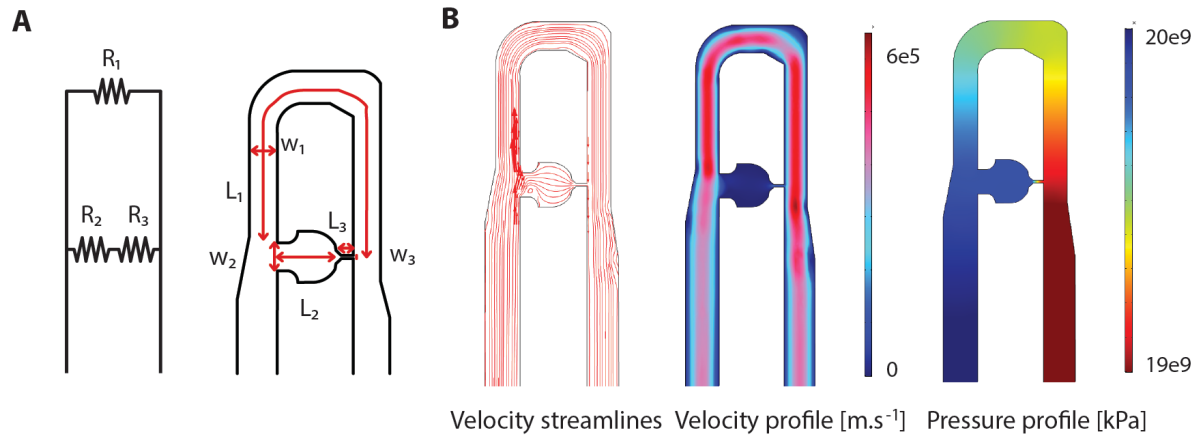 A
R₁
R₂
R₃
W₁
L₁
L₃
W₂
W₃
L₂
B
6e5
0
20e9
19e9
Velocity streamlines
Velocity profile [m.s⁻¹]
Pressure profile [kPa]